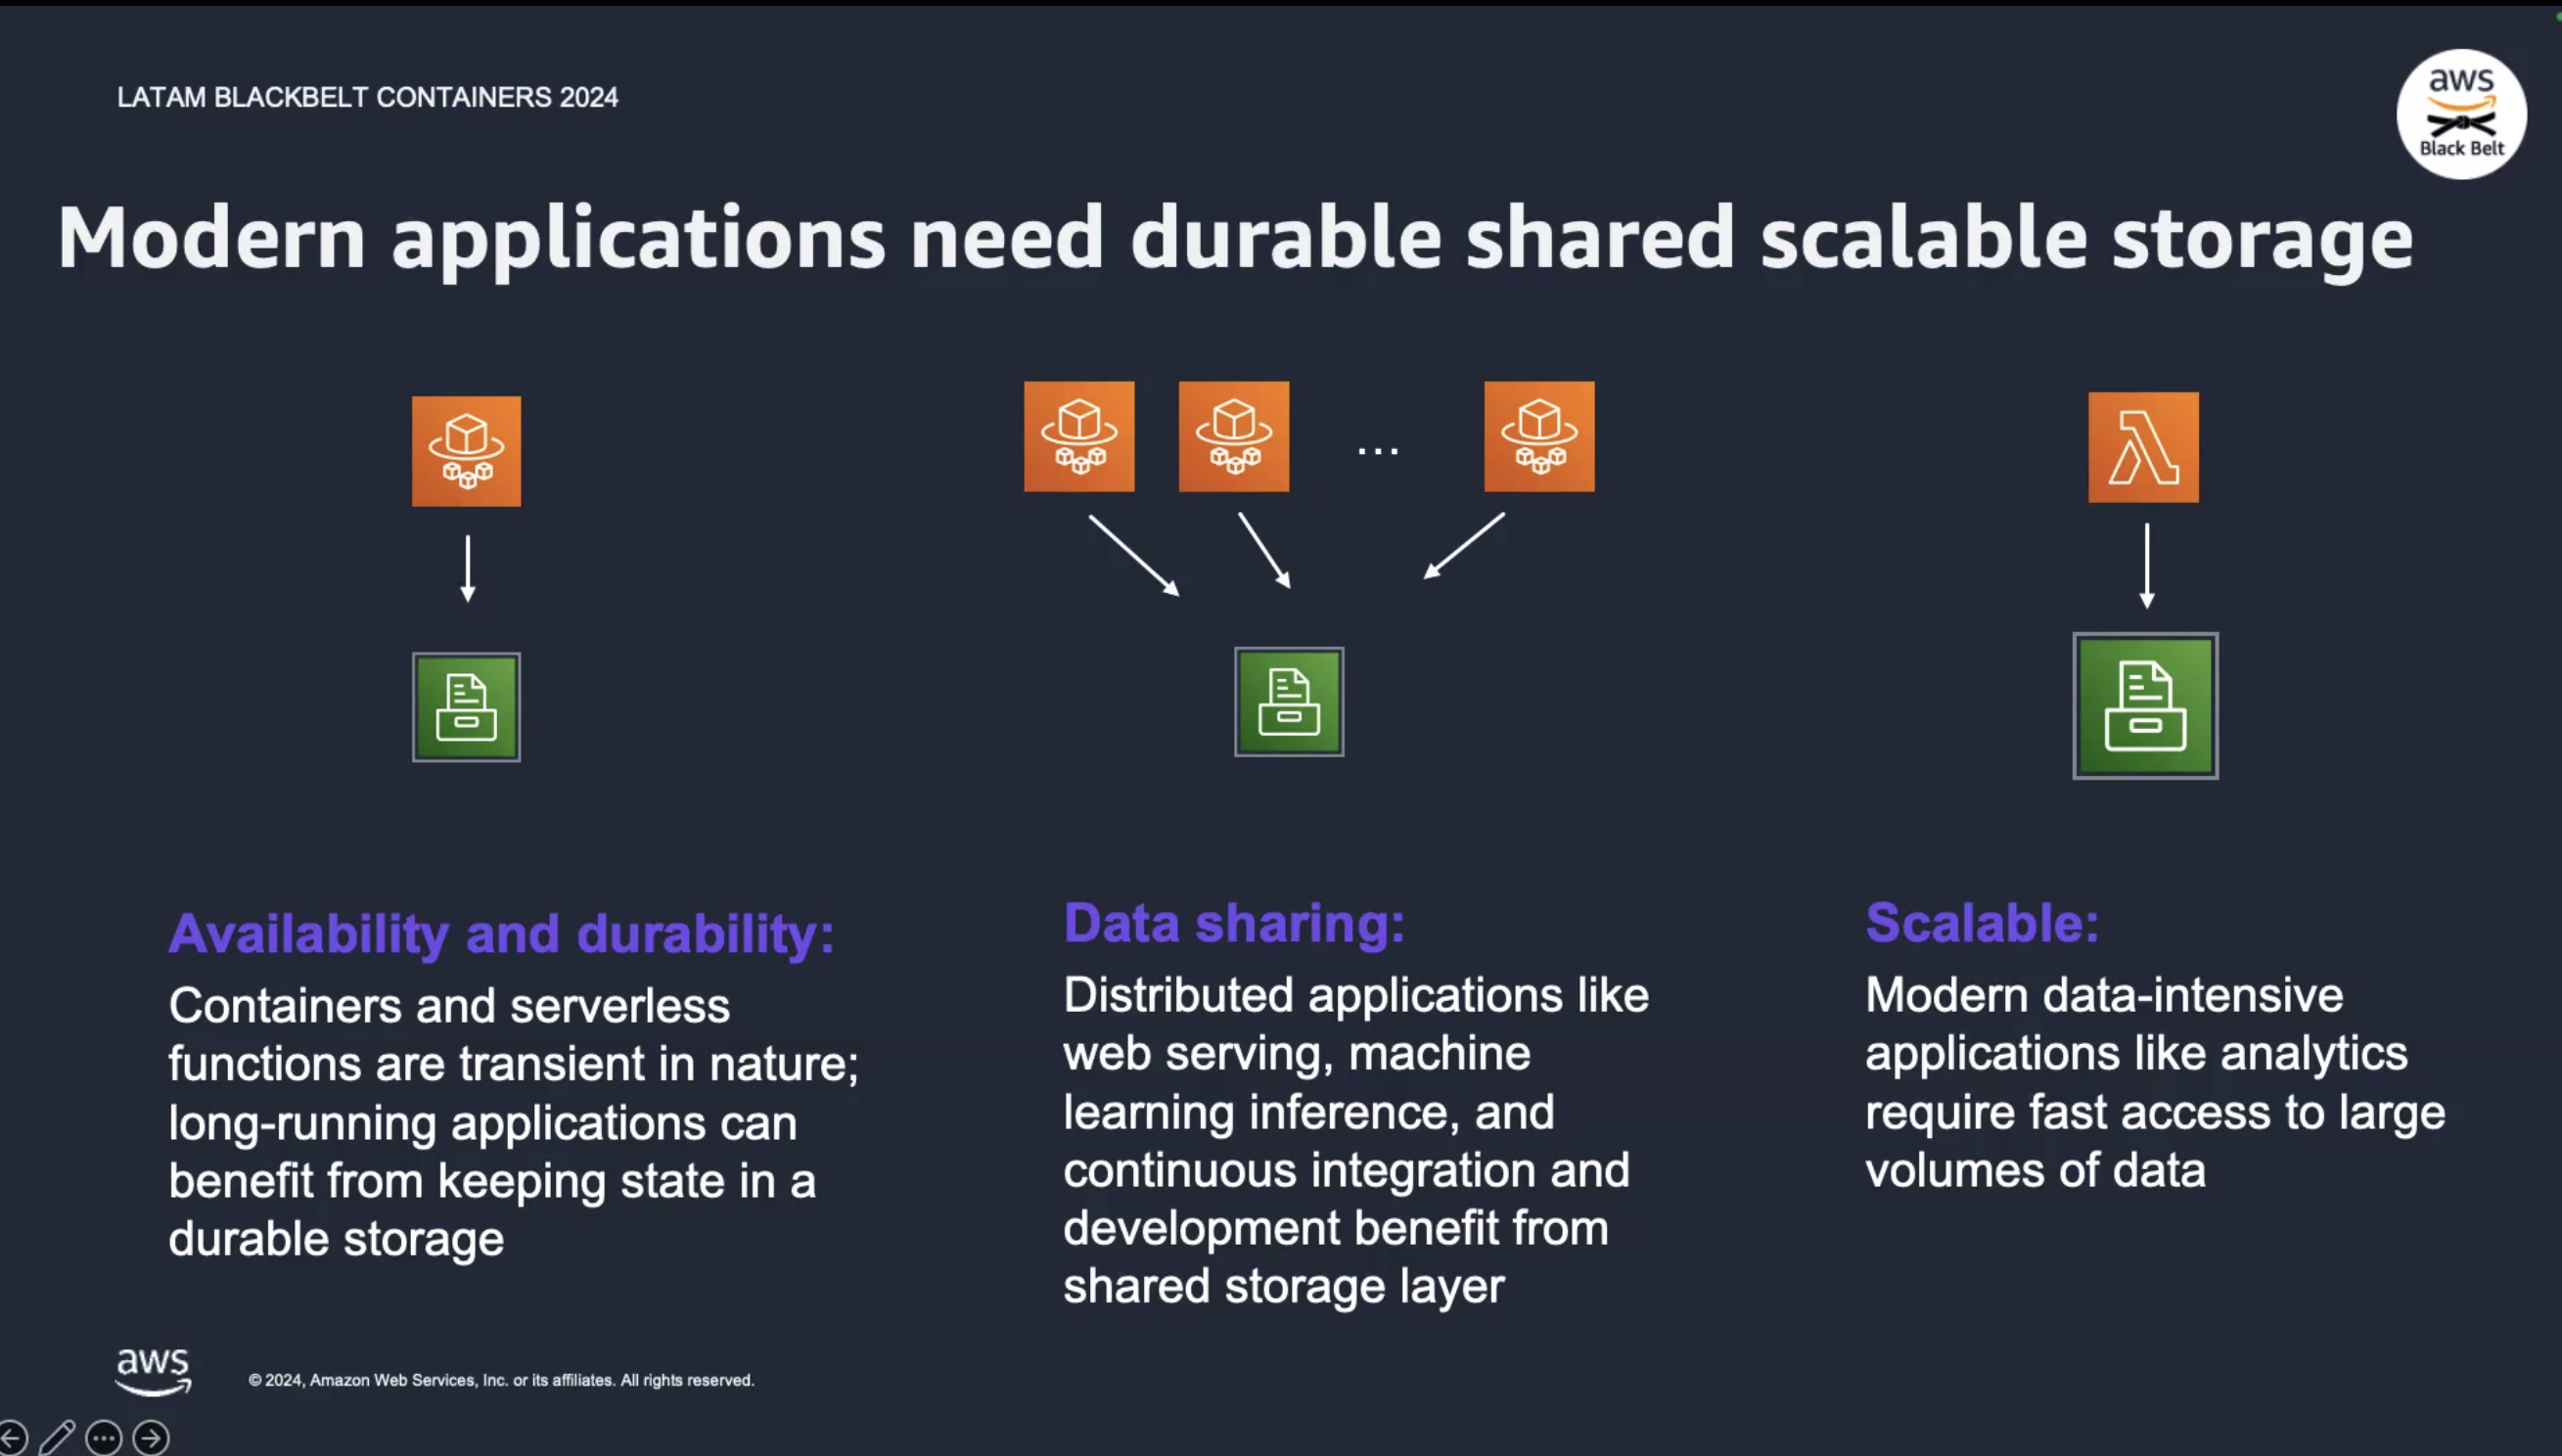 LATAM BLACKBELT CONTAINERS 2024
aws
Black Belt
Modern applications need durable shared scalable storage
...
Availability and durability:
Containers and serverless
functions are transient in nature;
long-running applications can
benefit from keeping state in a
durable storage
Data sharing:
Distributed applications like
web serving, machine
learning inference, and
continuous integration and
development benefit from
shared storage layer
Scalable:
Modern data-intensive
applications like analytics
require fast access to large
volumes of data
aws
© 2024, Amazon Web Services, Inc. or its affiliates. All rights reserved.